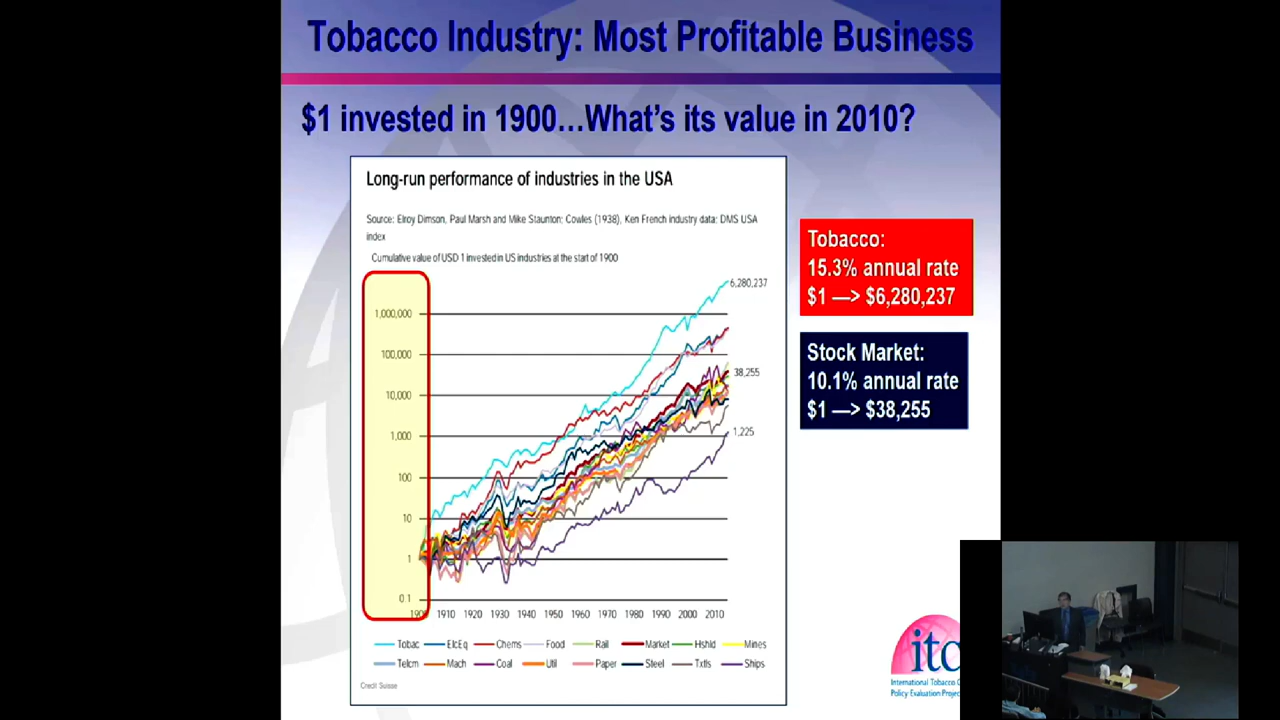 Tobacco Industry: Most Profitable Business
$1 invested in 1900...What's its value in 2010?
Long-run performance of industries in the USA
Source: Elroy Dimson, Paul Marsh and Mike Staunton: Cowles (1938), Ken French industry data: DMS USA
index
Cumulative value of USD 1 invested in US industries at the start of 1900
6,280,237
1,000,000
100,000
38,255
10,000
1,000
1,225
100
10
1
0.1
1900 1910 1920 1930 1940 1950 1960 1970 1980 1990 2000 2010
Tobac ElcEq Chems Food Rail Market Hshld Mines
Telcm Mach Coal Util Paper Steel Txtls Ships
Credit Suisse
Tobacco:
15.3% annual rate
$1 —> $6,280,237
Stock Market:
10.1% annual rate
$1 —> $38,255
itc
International Tobacco
Policy Evaluation Project